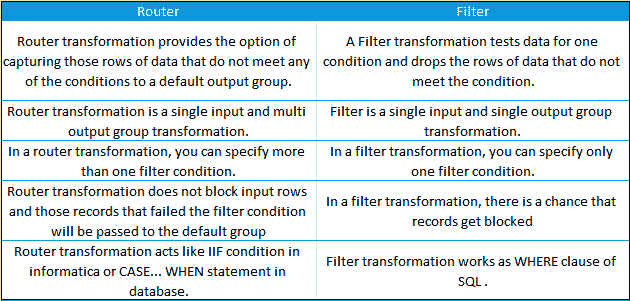 Router
Filter
Router transformation provides the option of
capturing those rows of data that do not meet any
of the conditions to a default output group.
A Filter transformation tests data for one
condition and drops the rows of data that do not
meet the condition.
Router transformation is a single input and multi
output group transformation.
Filter is a single input and single output group
transformation.
In a router transformation, you can specify more
than one filter condition.
In a filter transformation, you can specify only
one filter condition.
Router transformation does not block input rows
and those records that failed the filter condition
will be passed to the default group
In a filter transformation, there is a chance that
records get blocked
Router transformation acts like IIF condition in
informatica or CASE... WHEN statement in
database.
Filter transformation works as WHERE clause of
SQL .